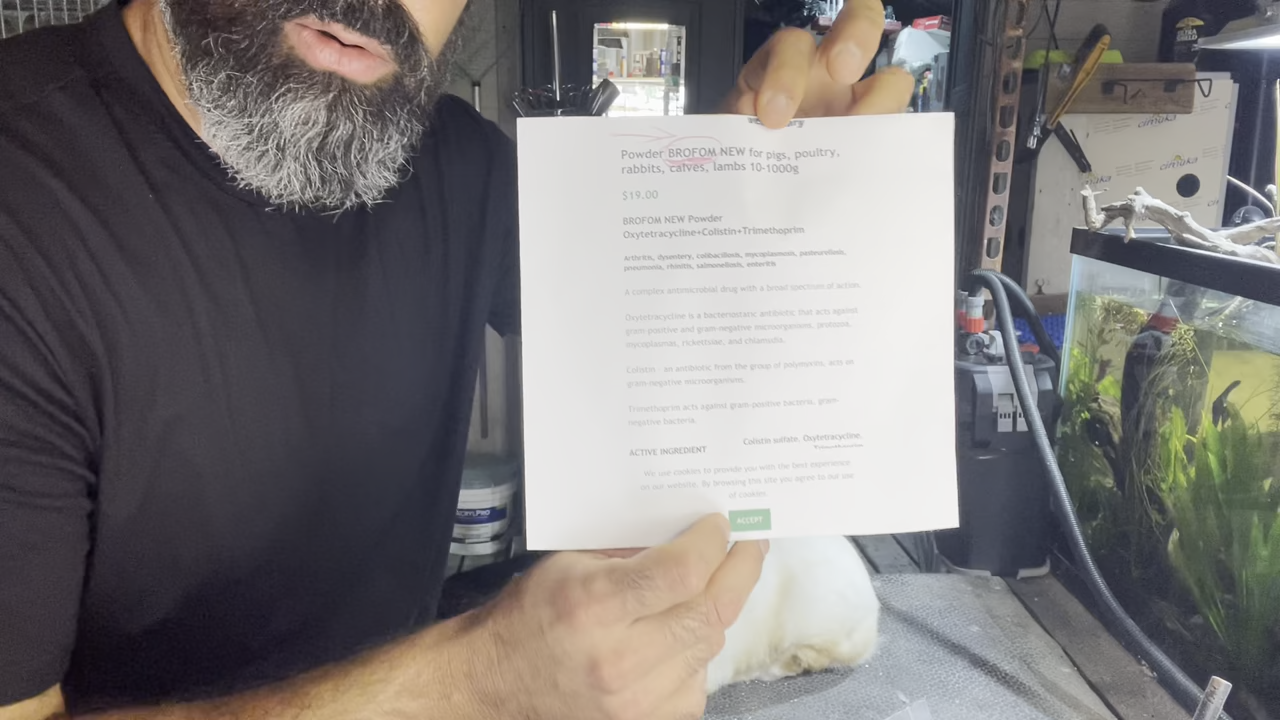 Powder BROFOM NEW for pigs, poultry,
rabbits, calves, lambs 10-1000g
$19.00
BROFOM NEW Powder
Oxytetracycline+Colistin+Trimethoprim
Arthritis, dysentery, colibacillosis, mycoplasmosis, pasteurellosis,
pneumonia, rhinitis, salmonellosis, enteritis
A complex antimicrobial drug with a broad spectrum of action.
Oxytetracycline is a bacteriostatic antibiotic that acts against
gram-positive and gram-negative microorganisms, protozoa,
mycoplasmas, rickettsiae, and chlamydia.
Colistin - an antibiotic from the group of polymyxins, acts on
gram-negative microorganisms.
Trimethoprim acts against gram-positive bacteria, gram-
negative bacteria.
ACTIVE INGREDIENT
Colistin sulfate, Oxytetracycline,
Trimethoprim
We use cookies to provide you with the best experience
on our website. By browsing this site you agree to our use
of cookies
ACCEPT